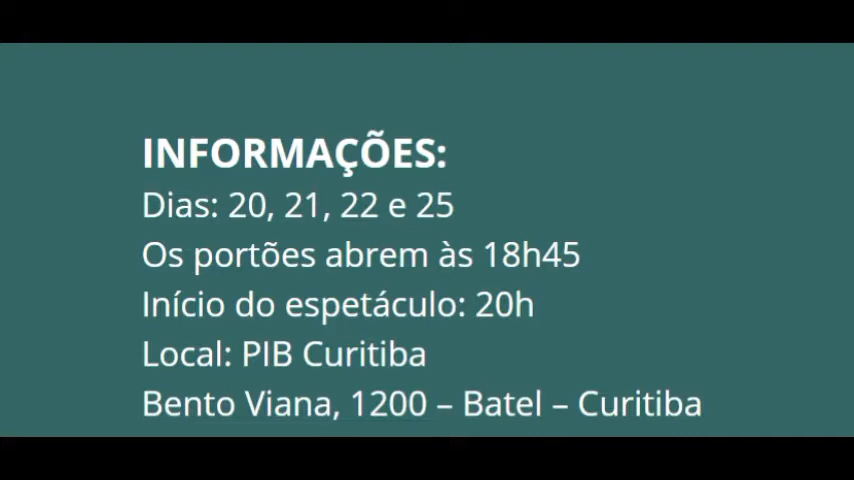 INFORMAÇÕES:
Dias: 20, 21, 22 e 25
Os portões abrem às 18h45
Início do espetáculo: 20h
Local: PIB Curitiba
Bento Viana, 1200 – Batel – Curitiba